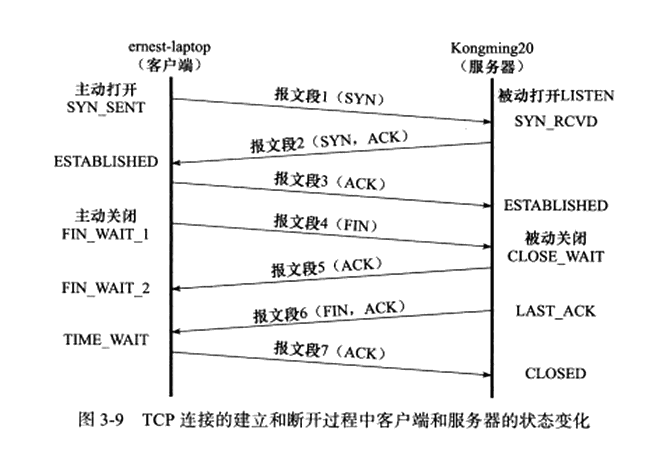 ernest-laptop
（客户端）
Kongming20
（服务器）
主动打开
SYN_SENT
报文段1（SYN）
被动打开LISTEN
SYN_RCVD
报文段2（SYN，ACK）
ESTABLISHED
报文段3（ACK）
ESTABLISHED
主动关闭
FIN_WAIT_1
报文段4（FIN）
被动关闭
CLOSE_WAIT
报文段5（ACK）
FIN_WAIT_2
报文段6（FIN，ACK）
LAST_ACK
TIME_WAIT
报文段7（ACK）
CLOSED
图 3-9 TCP 连接的建立和断开过程中客户端和服务器的状态变化